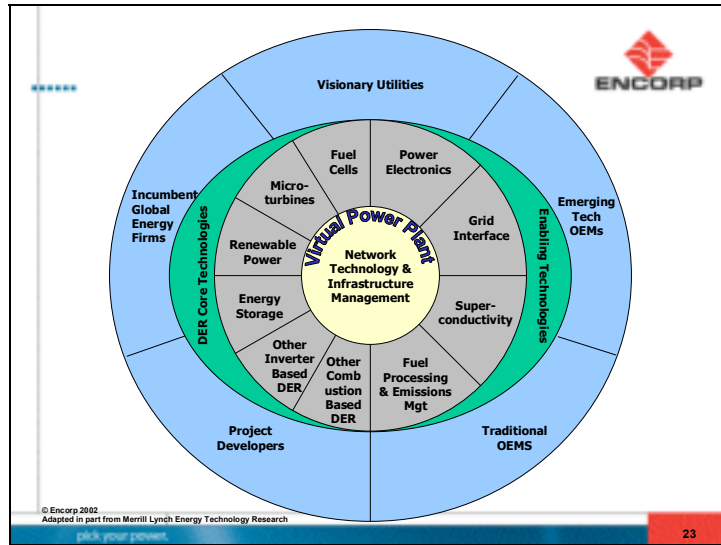 ENCORP
Visionary Utilities
Incumbent
Global
Energy
Firms
Emerging
Tech
OEMs
Project
Developers
Traditional
OEMS
DER Core Technologies
Enabling Technologies
Fuel
Cells
Power
Electronics
Micro-
turbines
Grid
Interface
Renewable
Power
Energy
Storage
Super-
conductivity
Other
Inverter
Based
DER
Other
Comb
ustion
Based
DER
Fuel
Processing
& Emissions
Mgt
Virtual Power Plant
Network
Technology &
Infrastructure
Management
© Encorp 2002
Adapted in part from Merrill Lynch Energy Technology Research
pick your power.
23